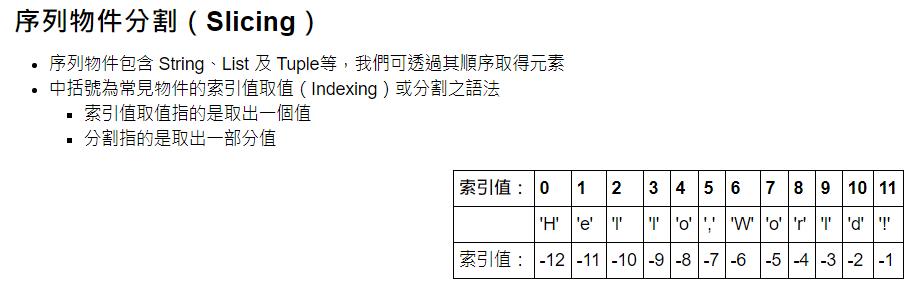 序列物件分割（Slicing）
序列物件包含 String、List 及 Tuple等，我們可透過其順序取得元素
中括號為常見物件的索引值取值（Indexing）或分割之語法
索引值取值指的是取出一個值
分割指的是取出一部分值
索引值： 0 1 2 3 4 5 6 7 8 9 10 11
'H' 'e' 'l' 'l' 'o' ',' 'W' 'o' 'r' 'l' 'd' '!'
索引值： -12 -11 -10 -9 -8 -7 -6 -5 -4 -3 -2 -1